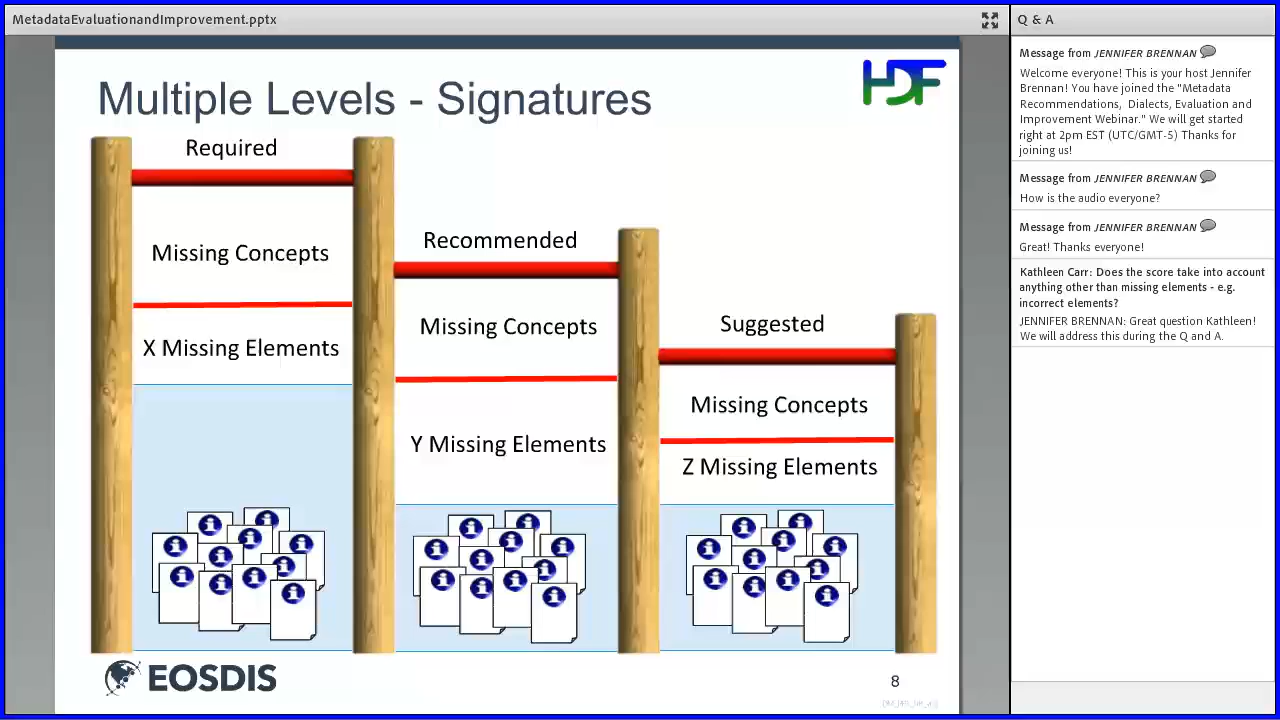 MetadataEvaluationandImprovement.pptx
Multiple Levels - Signatures
HDF
Required
Missing Concepts
X Missing Elements
Recommended
Missing Concepts
Y Missing Elements
Suggested
Missing Concepts
Z Missing Elements
EOSDIS
8
Q & A
Message from JENNIFER BRENNAN
Welcome everyone! This is your host Jennifer
Brennan! You have joined the "Metadata
Recommendations, Dialects, Evaluation and
Improvement Webinar." We will get started
right at 2pm EST (UTC/GMT-5) Thanks for
joining us!
Message from JENNIFER BRENNAN
How is the audio everyone?
Message from JENNIFER BRENNAN
Great! Thanks everyone!
Kathleen Carr: Does the score take into account
anything other than missing elements - e.g.
incorrect elements?
JENNIFER BRENNAN: Great question Kathleen!
We will address this during the Q and A.